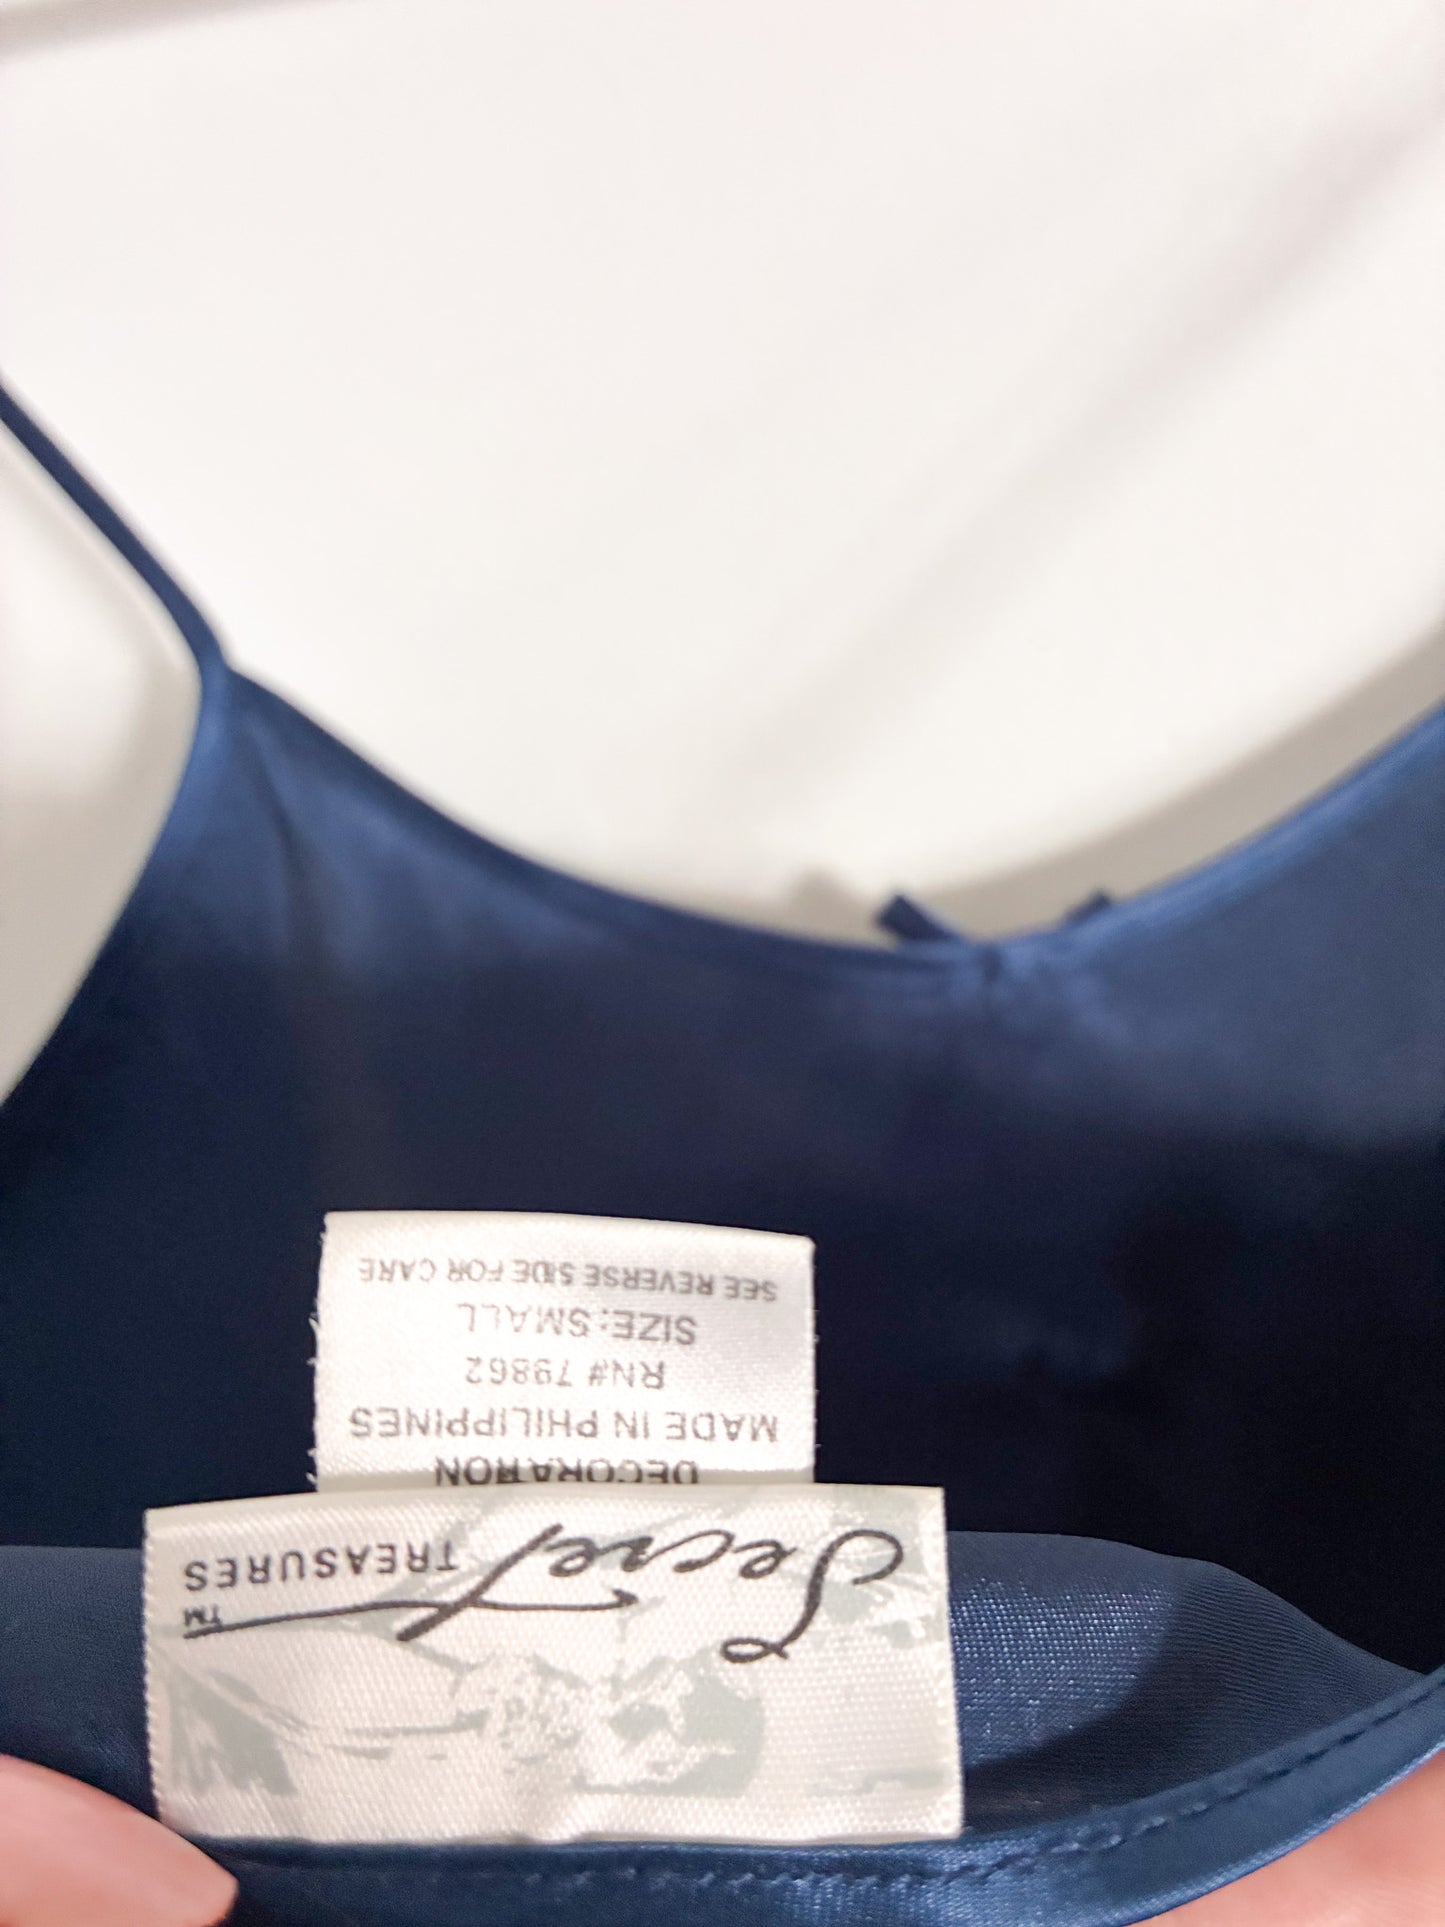 Secret
TREASURES
™
DECORATION
MADE IN PHILIPPINES
RN# 79862
SIZE: SMALL
SEE REVERSE SIDE FOR CARE